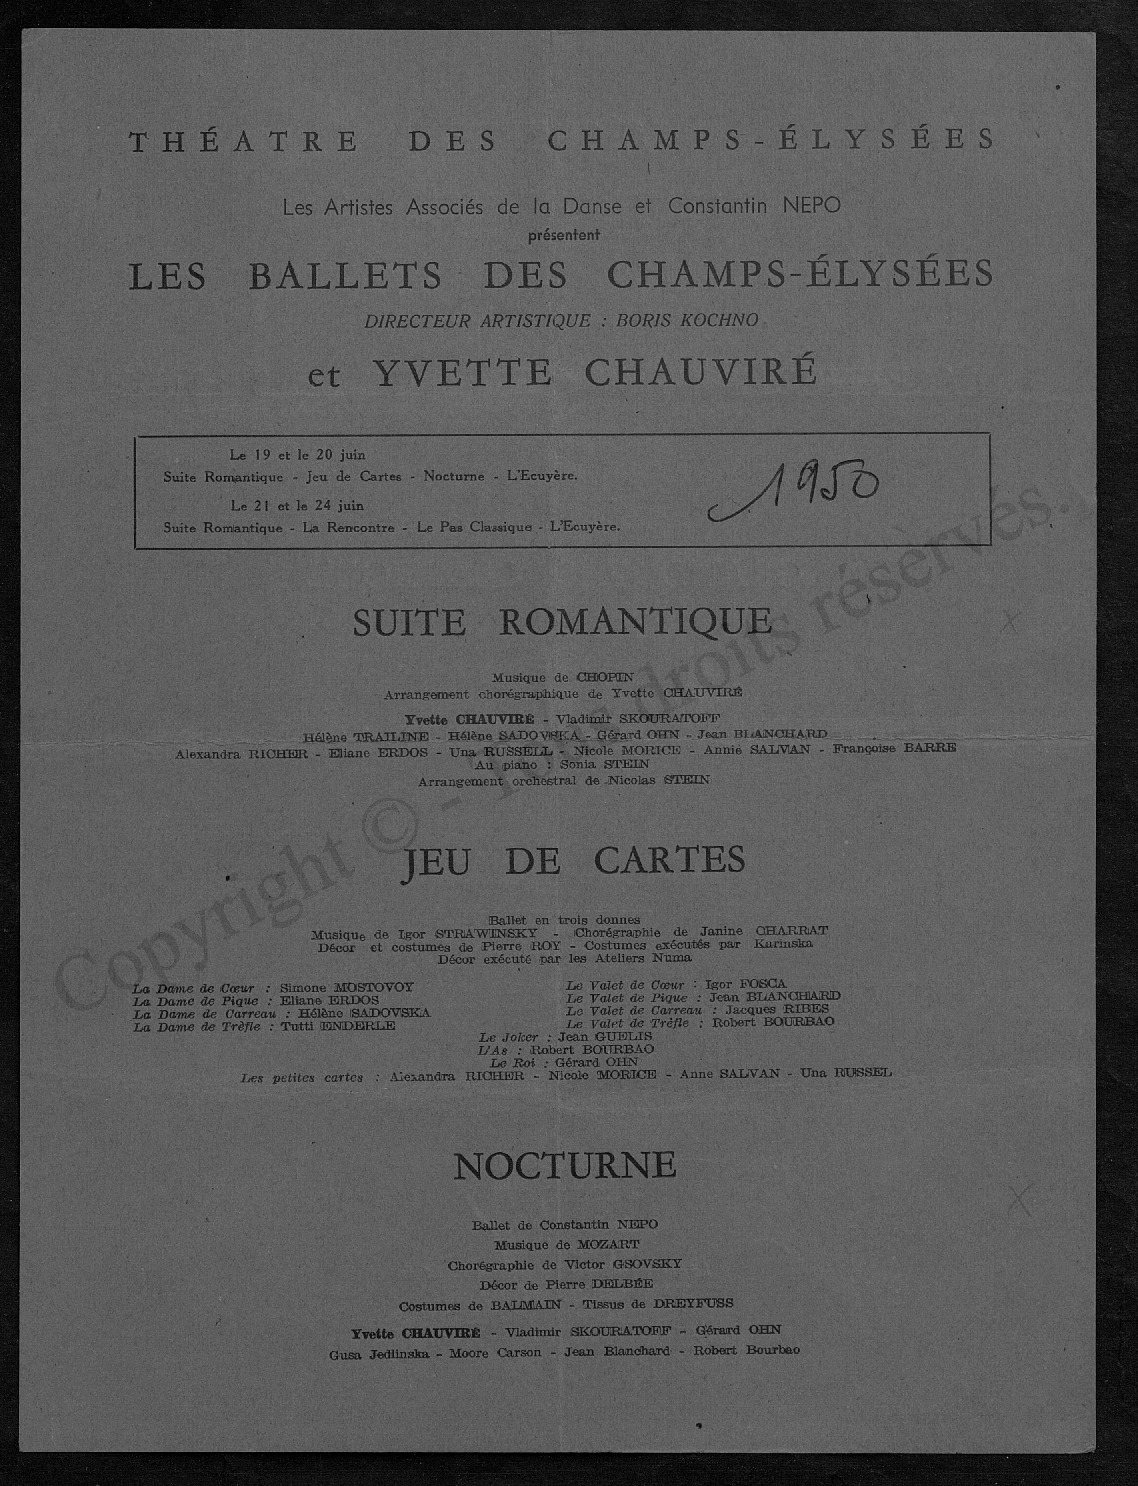 THÉATRE DES CHAMPS-ÉLYSÉES
Les Artistes Associés de la Danse et Constantin NEPO
présentent
LES BALLETS DES CHAMPS-ÉLYSÉES
DIRECTEUR ARTISTIQUE : BORIS KOCHNO
et YVETTE CHAUVIRÉ
Le 19 et le 20 juin
Suite Romantique - Jeu de Cartes - Nocturne - L'Ecuyère.
Le 21 et le 24 juin
Suite Romantique - La Rencontre - Le Pas Classique - L'Ecuyère.
1950
SUITE ROMANTIQUE
Musique de CHOPIN
Arrangement chorégraphique de Yvette CHAUVIRÉ
Yvette CHAUVIRÉ - Vladimir SKOURATOFF
Hélène TRAILINE - Hélène SADOVSKA - Gérard OHN - Jean BLANCHARD
Alexandra RICHER - Eliane ERDOS - Una RUSSELL - Nicole MORICE - Annie SALVAN - Françoise BARRE
Au piano : Sonia STEIN
Arrangement orchestral de Nicolas STEIN
JEU DE CARTES
Ballet en trois donnes
Musique de Igor STRAWINSKY - Chorégraphie de Janine CHARRAT
Décor et costumes de Pierre ROY - Costumes exécutés par Karinska
Décor exécuté par les Ateliers Numa
La Dame de Cœur : Simone MOSTOVOY
La Dame de Pique : Eliane ERDOS
La Dame de Carreau : Hélène SADOVSKA
La Dame de Trèfle : Tutti ENDERLE
Le Valet de Cœur : Igor FOSCA
Le Valet de Pique : Jean BLANCHARD
Le Valet de Carreau : Jacques RIBES
Le Valet de Trèfle : Robert BOURBAO
Le Joker : Jean GUELIS
L'As : Robert BOURBAO
Le Roi : Gérard OHN
Les petites cartes : Alexandra RICHER - Nicole MORICE - Anne SALVAN - Una RUSSEL
NOCTURNE
Ballet de Constantin NEPO
Musique de MOZART
Chorégraphie de Victor GSOVSKY
Décor de Pierre DELBÉE
Costumes de BALMAIN - Tissus de DREYFUSS
Yvette CHAUVIRÉ - Vladimir SKOURATOFF - Gérard OHN
Gusa Jedlinska - Moore Carson - Jean Blanchard - Robert Bourbao
Copyright © - Tous droits réservés.